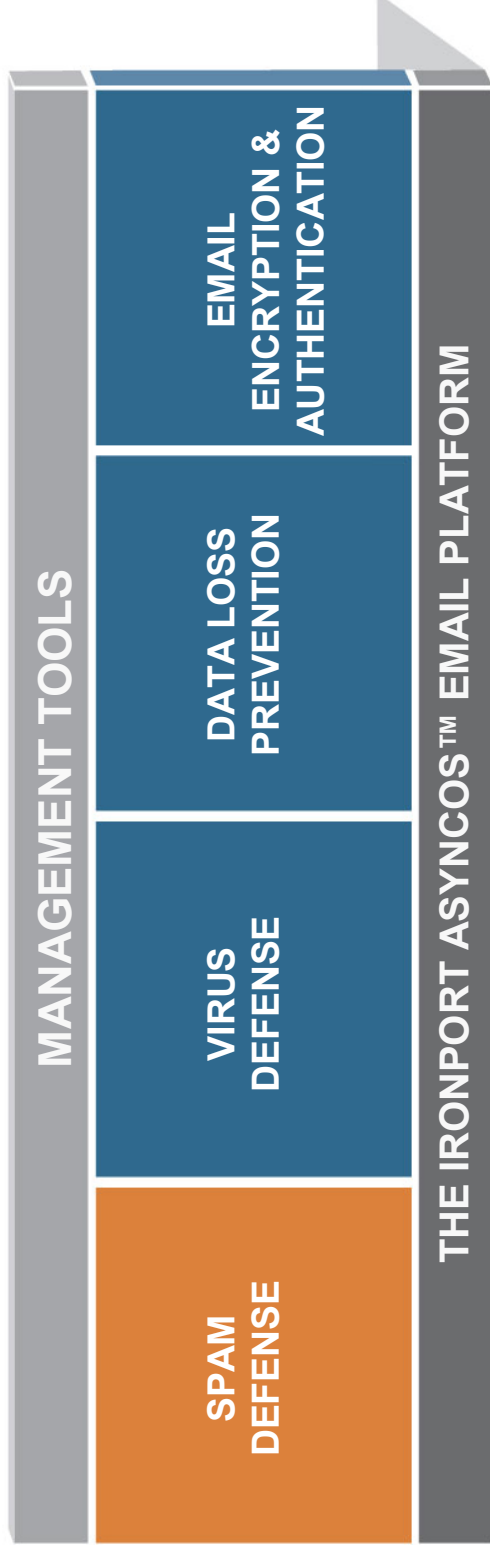 MANAGEMENT TOOLS
SPAM
DEFENSE
VIRUS
DEFENSE
DATA LOSS
PREVENTION
EMAIL
ENCRYPTION &
AUTHENTICATION
THE IRONPORT ASYNCOS™ EMAIL PLATFORM